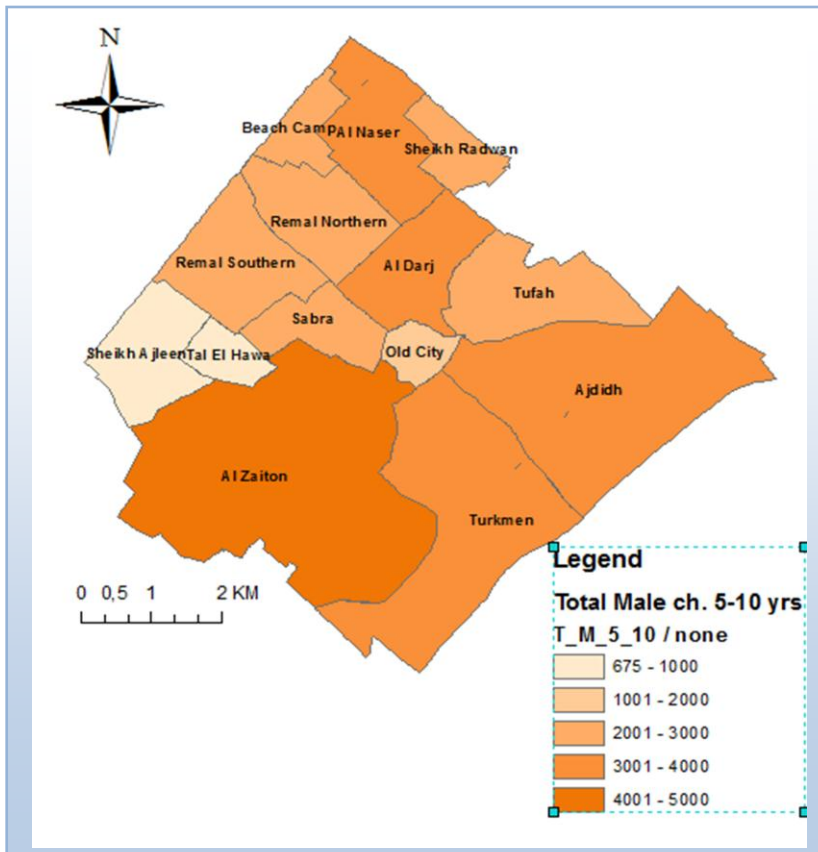 N
Beach Camp
Al Naser
Sheikh Radwan
Remal Northern
Remal Southern
Al Darj
Tufah
Sabra
Sheikh Ajleen
Tal El Hawa
Old City
Ajdidh
Al Zaiton
Turkmen
0 0,5 1 2 KM
Legend
Total Male ch. 5-10 yrs
T_M_5_10 / none
675 - 1000
1001 - 2000
2001 - 3000
3001 - 4000
4001 - 5000